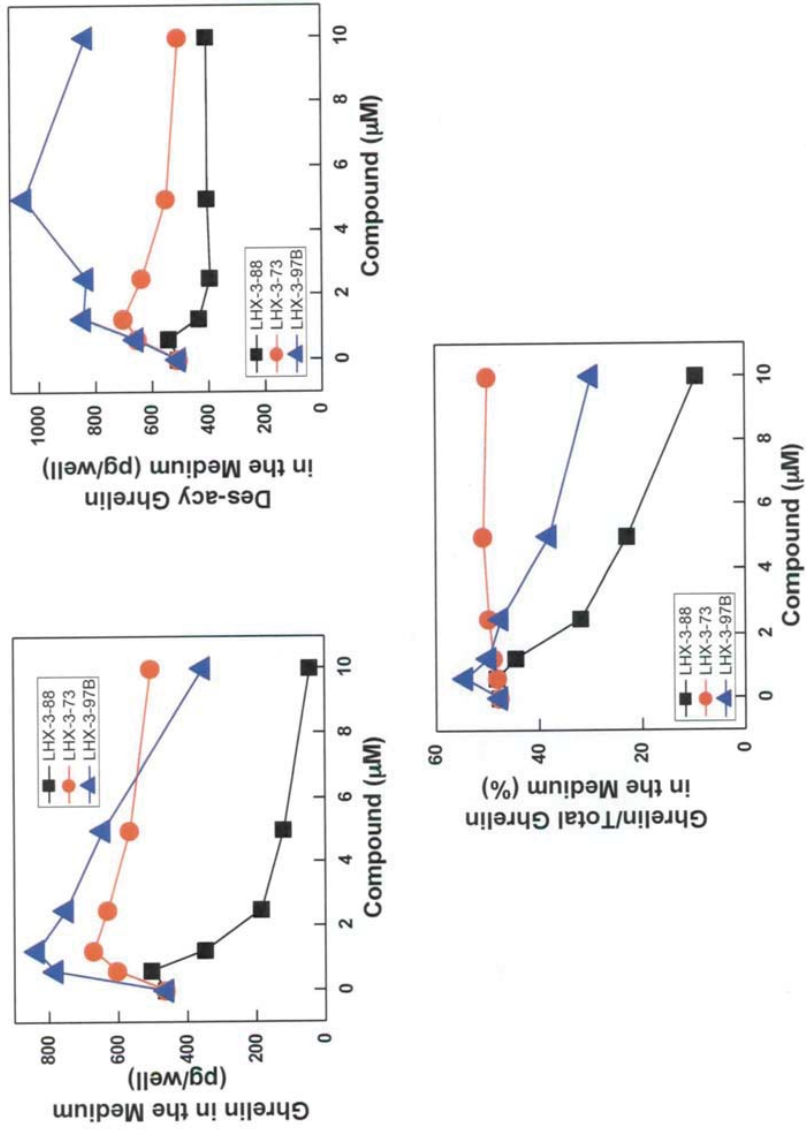 Ghrelin in the Medium
(pg/well)
800
600
400
200
0
LHX-3-88
LHX-3-73
LHX-3-97B
0
2
4
6
8
10
Compound (μM)
Des-acy Ghrelin
in the Medium (pg/well)
1000
800
600
400
200
0
LHX-3-88
LHX-3-73
LHX-3-97B
0
2
4
6
8
10
Compound (μM)
Ghrelin/Total Ghrelin
in the Medium (%)
60
40
20
0
LHX-3-88
LHX-3-73
LHX-3-97B
0
2
4
6
8
10
Compound (μM)